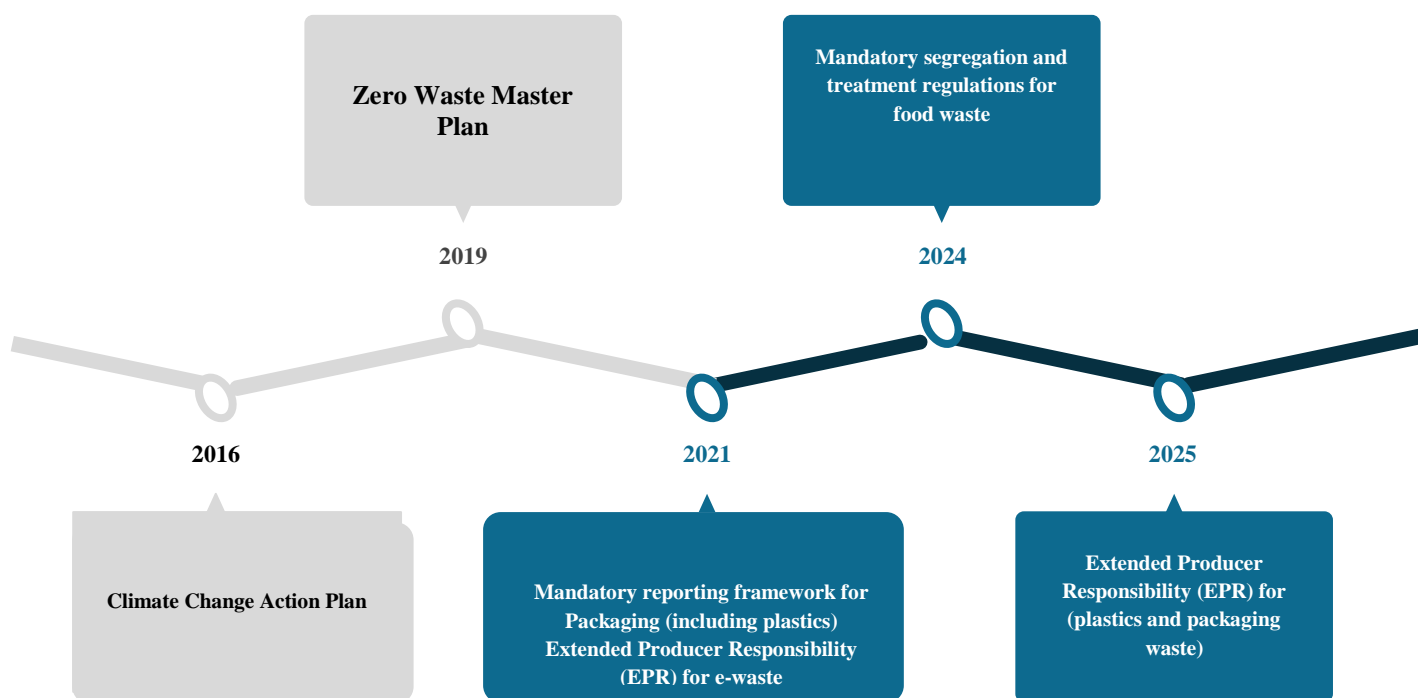 Zero Waste Master
Plan
2019
Mandatory segregation and
treatment regulations for
food waste
2024
2016
Climate Change Action Plan
2021
Mandatory reporting framework for
Packaging (including plastics)
Extended Producer Responsibility
(EPR) for e-waste
2025
Extended Producer
Responsibility (EPR) for
(plastics and packaging
waste)